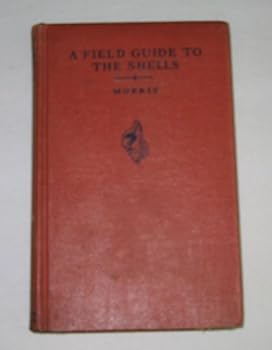 A FIELD GUIDE TO
THE SHELLS
MORRIS